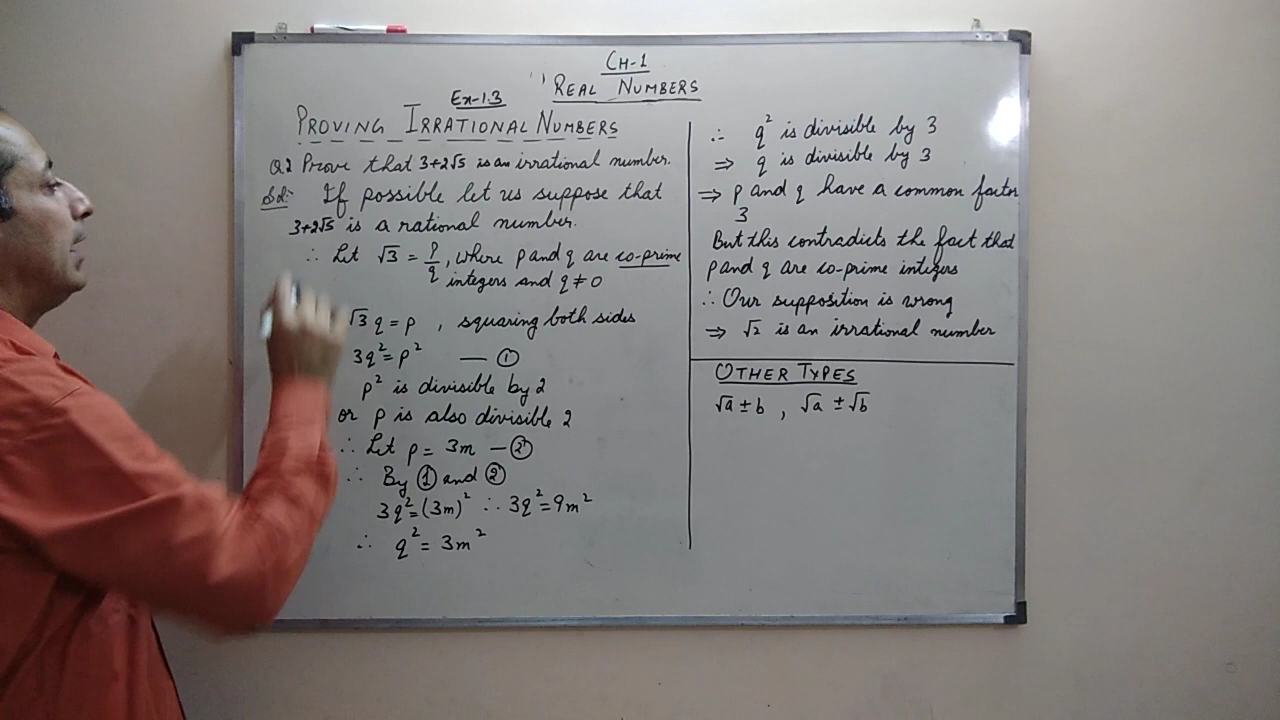 CH-1
1) REAL NUMBERS
Ex-1.3
PROVING IRRATIONAL NUMBERS
Q2 Prove that 3+2√5 is an irrational number.
Sol:- If possible let us suppose that
3+2√5 is a rational number.
∴ Let √3 = p/q, where p and q are co-prime
integers and q ≠ 0
√3 q = p , squaring both sides
3q² = p² — ①
p² is divisible by 2
or p is also divisible 2
∴ Let p = 3m — ②
∴ By ① and ②
3q² = (3m)² ∴ 3q² = 9m²
∴ q² = 3m²
∴ q² is divisible by 3
⇒ q is divisible by 3
⇒ p and q have a common factor
3
But this contradicts the fact that
p and q are co-prime integers
∴ Our supposition is wrong
⇒ √2 is an irrational number
OTHER TYPES
√a ± b , √a ± √b